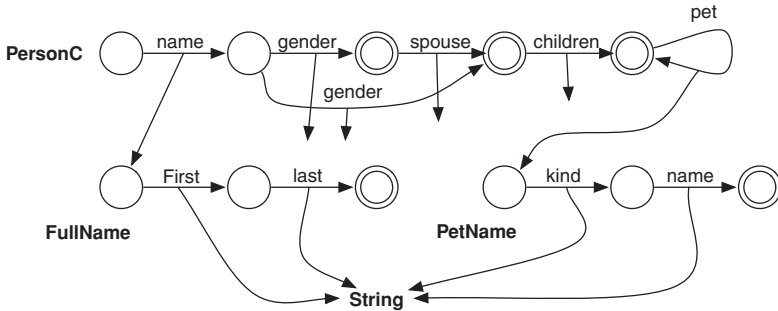 pet
PersonC name gender spouse children
gender
First last kind name
FullName PetName
String